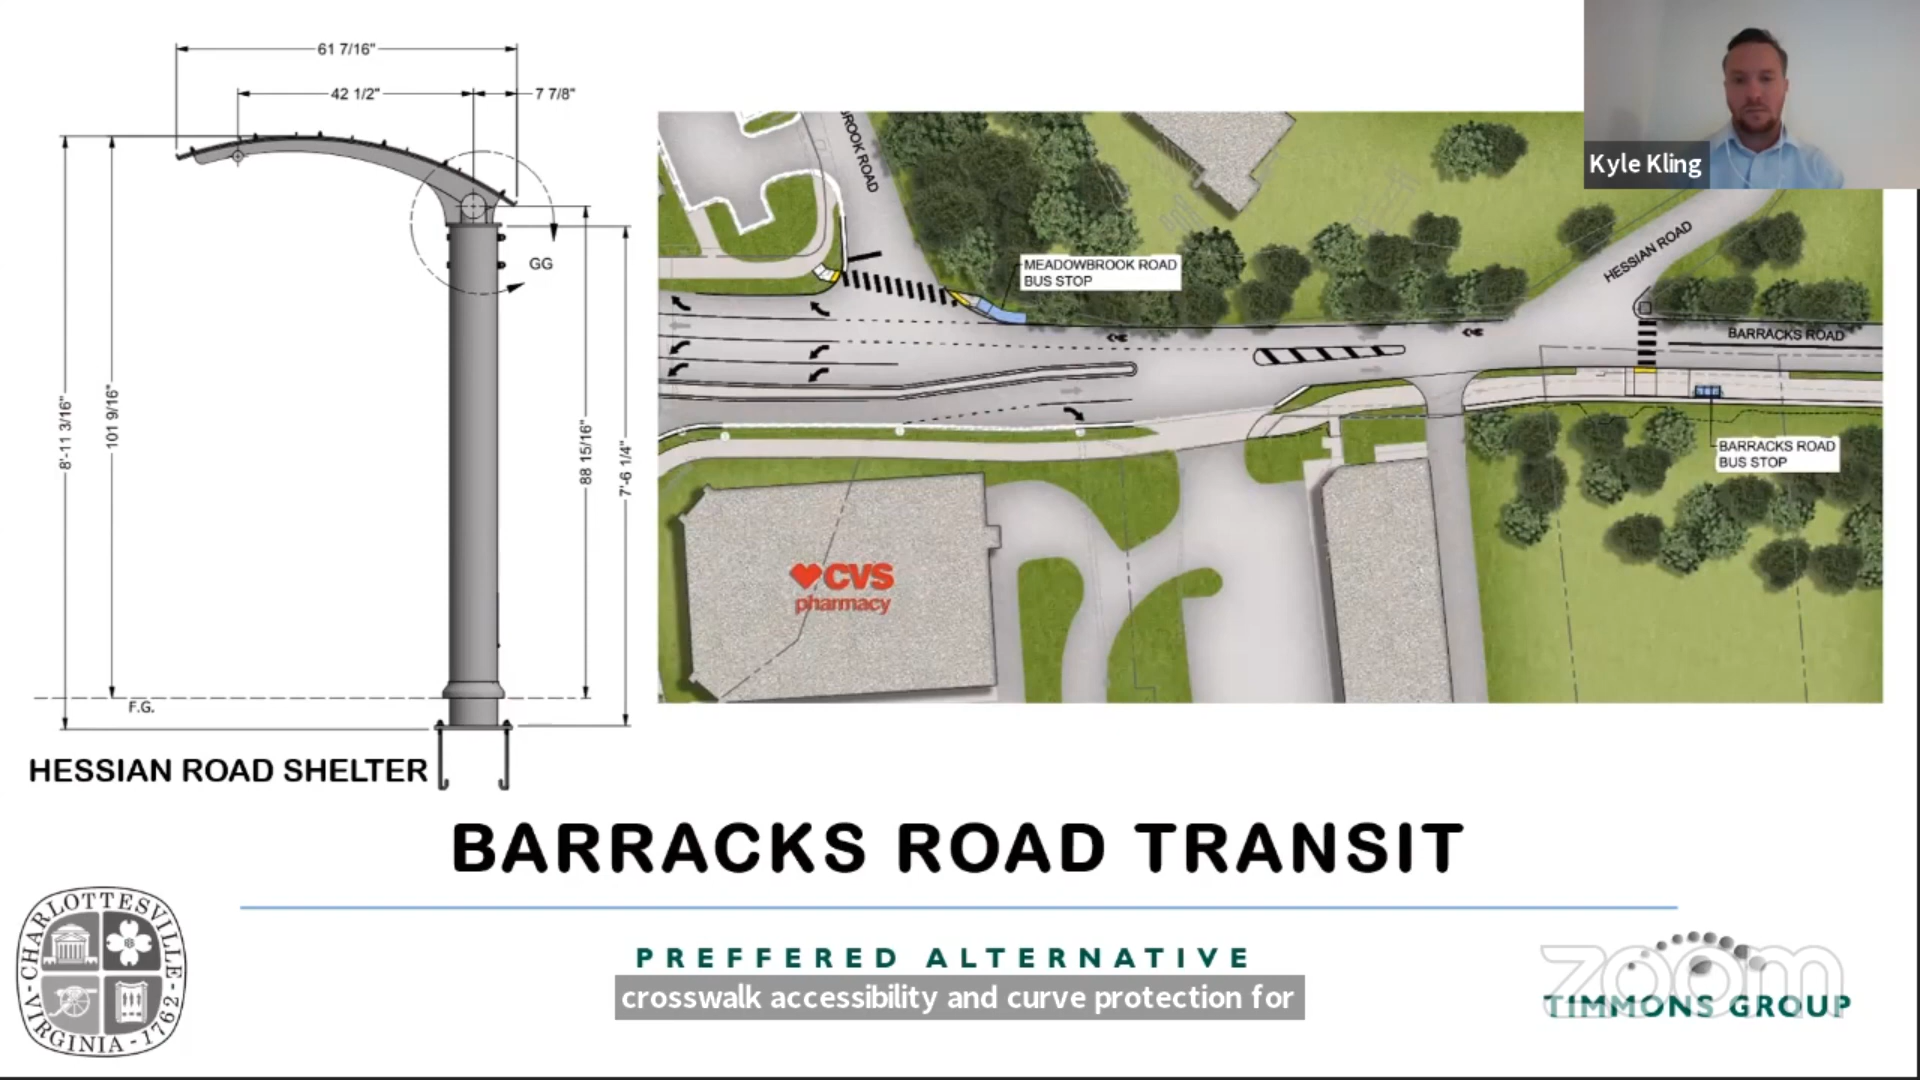 61 7/16"
42 1/2"
7 7/8"
GG
8'-11 3/16"
101 9/16"
88 15/16"
7'-6 1/4"
F.G.
HESSIAN ROAD SHELTER
BROOK ROAD
MEADOWBROOK ROAD
BUS STOP
HESSIAN ROAD
BARRACKS ROAD
BARRACKS ROAD
BUS STOP
CVS
pharmacy
Kyle Kling
BARRACKS ROAD TRANSIT
PREFFERED ALTERNATIVE
crosswalk accessibility and curve protection for
CHARLOTTESVILLE
VIRGINIA - 1762
zoom
TIMMONS GROUP